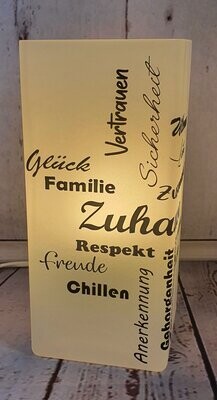 Vertrauen
Sicherheit
Glück
Familie
Zuha
Respekt
Freude
Chillen
Anerkennung
Geborgenheit